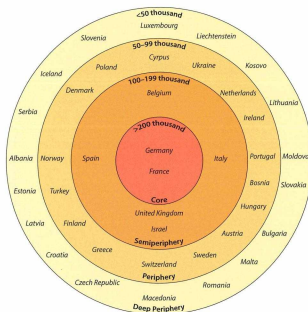 <50 thousand
Luxembourg
Slovenia
Liechtenstein
50–99 thousand
Cyrpus
Poland
Ukraine
Iceland
Kosovo
100–199 thousand
Denmark
Belgium
Netherlands
Serbia
Lithuania
Ireland
>200 thousand
Germany
Albania
Norway
Spain
Italy
Portugal
Moldova
France
Estonia
Turkey
Bosnia
Slovakia
Core
Hungary
United Kingdom
Latvia
Finland
Israel
Austria
Bulgaria
Semiperiphery
Croatia
Greece
Sweden
Switzerland
Malta
Periphery
Czech Republic
Romania
Macedonia
Deep Periphery